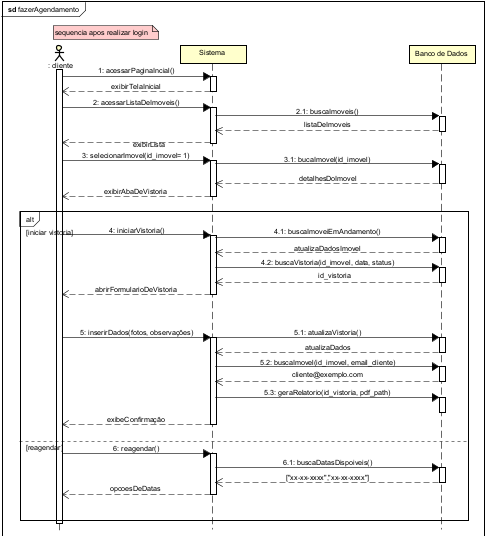 sd fazerAgendamento
sequencia apos realizar login
: cliente
Sistema
Banco de Dados
1: acessarPaginaIncial()
exibirTelaInicial
2: acessarListaDeImoveis()
2.1: buscaImoveis()
listaDeImoveis
exibirLista
3: selecionarImovel(id_imovel= 1)
3.1: bucaImovel(id_imovel)
detalhesDoImovel
exibirAbaDeVistoria
alt
[iniciar vistoria]
4: iniciarVistoria()
4.1: buscaImovelEmAndamento()
atualizaDadosImovel
4.2: buscaVistoria(id_imovel, data, status)
id_vistoria
abrirFormularioDeVistoria
5: inserirDados(fotos, observações)
5.1: atualizaVistoria()
atualizaDados
5.2: buscaImovel(id_imovel, email_cliente)
cliente@exemplo.com
5.3: geraRelatorio(id_vistoria, pdf_path)
exibeConfirmação
[reagendar]
6: reagendar()
6.1: buscaDatasDispoiveis()
["xx-xx-xxxx","xx-xx-xxxx"]
opcoesDeDatas